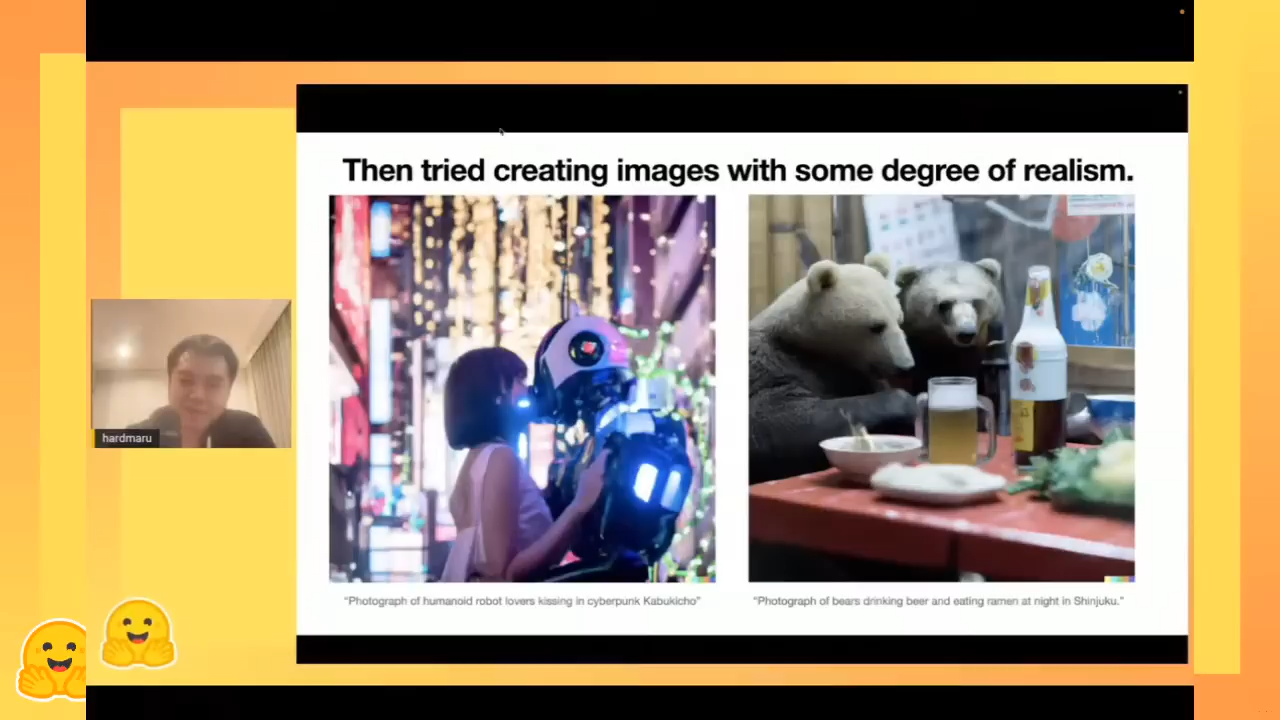 Then tried creating images with some degree of realism.
hardmaru
“Photograph of humanoid robot lovers kissing in cyberpunk Kabukicho”
“Photograph of bears drinking beer and eating ramen at night in Shinjuku.”